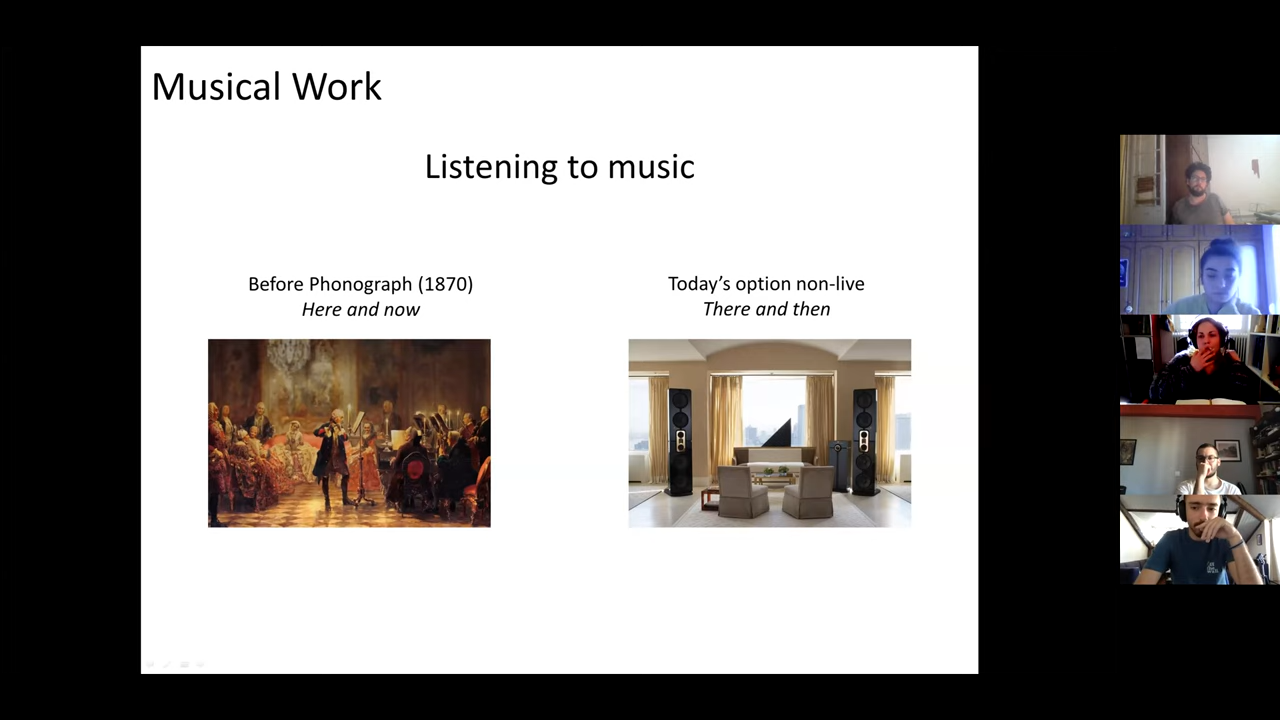 Musical Work
Listening to music
Before Phonograph (1870)
Here and now
Today’s option non-live
There and then